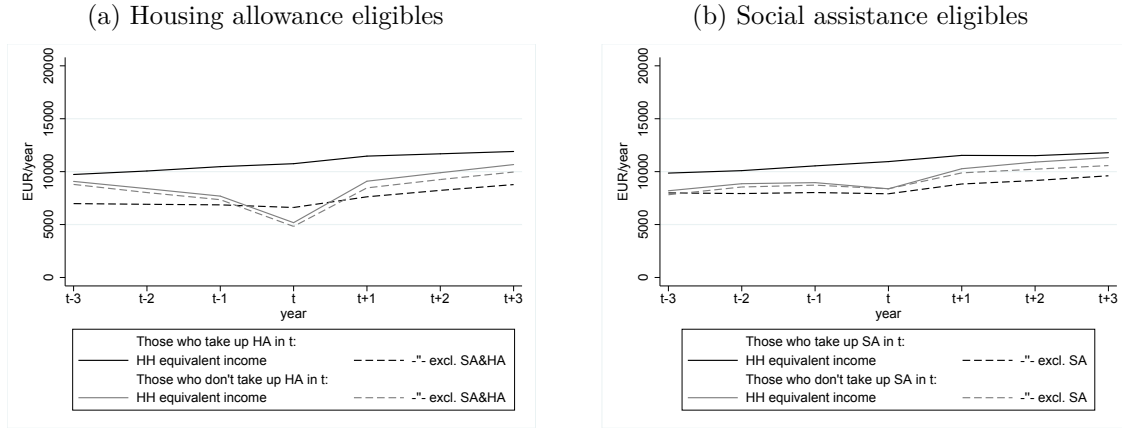 (a) Housing allowance eligibles
20000
15000
10000
5000
0
EUR/year
t-3 t-2 t-1 t t+1 t+2 t+3
year
Those who take up HA in t:
HH equivalent income -"- excl. SA&HA
Those who don't take up HA in t:
HH equivalent income -"- excl. SA&HA
(b) Social assistance eligibles
20000
15000
10000
5000
0
EUR/year
t-3 t-2 t-1 t t+1 t+2 t+3
year
Those who take up SA in t:
HH equivalent income -"- excl. SA
Those who don't take up SA in t:
HH equivalent income -"- excl. SA